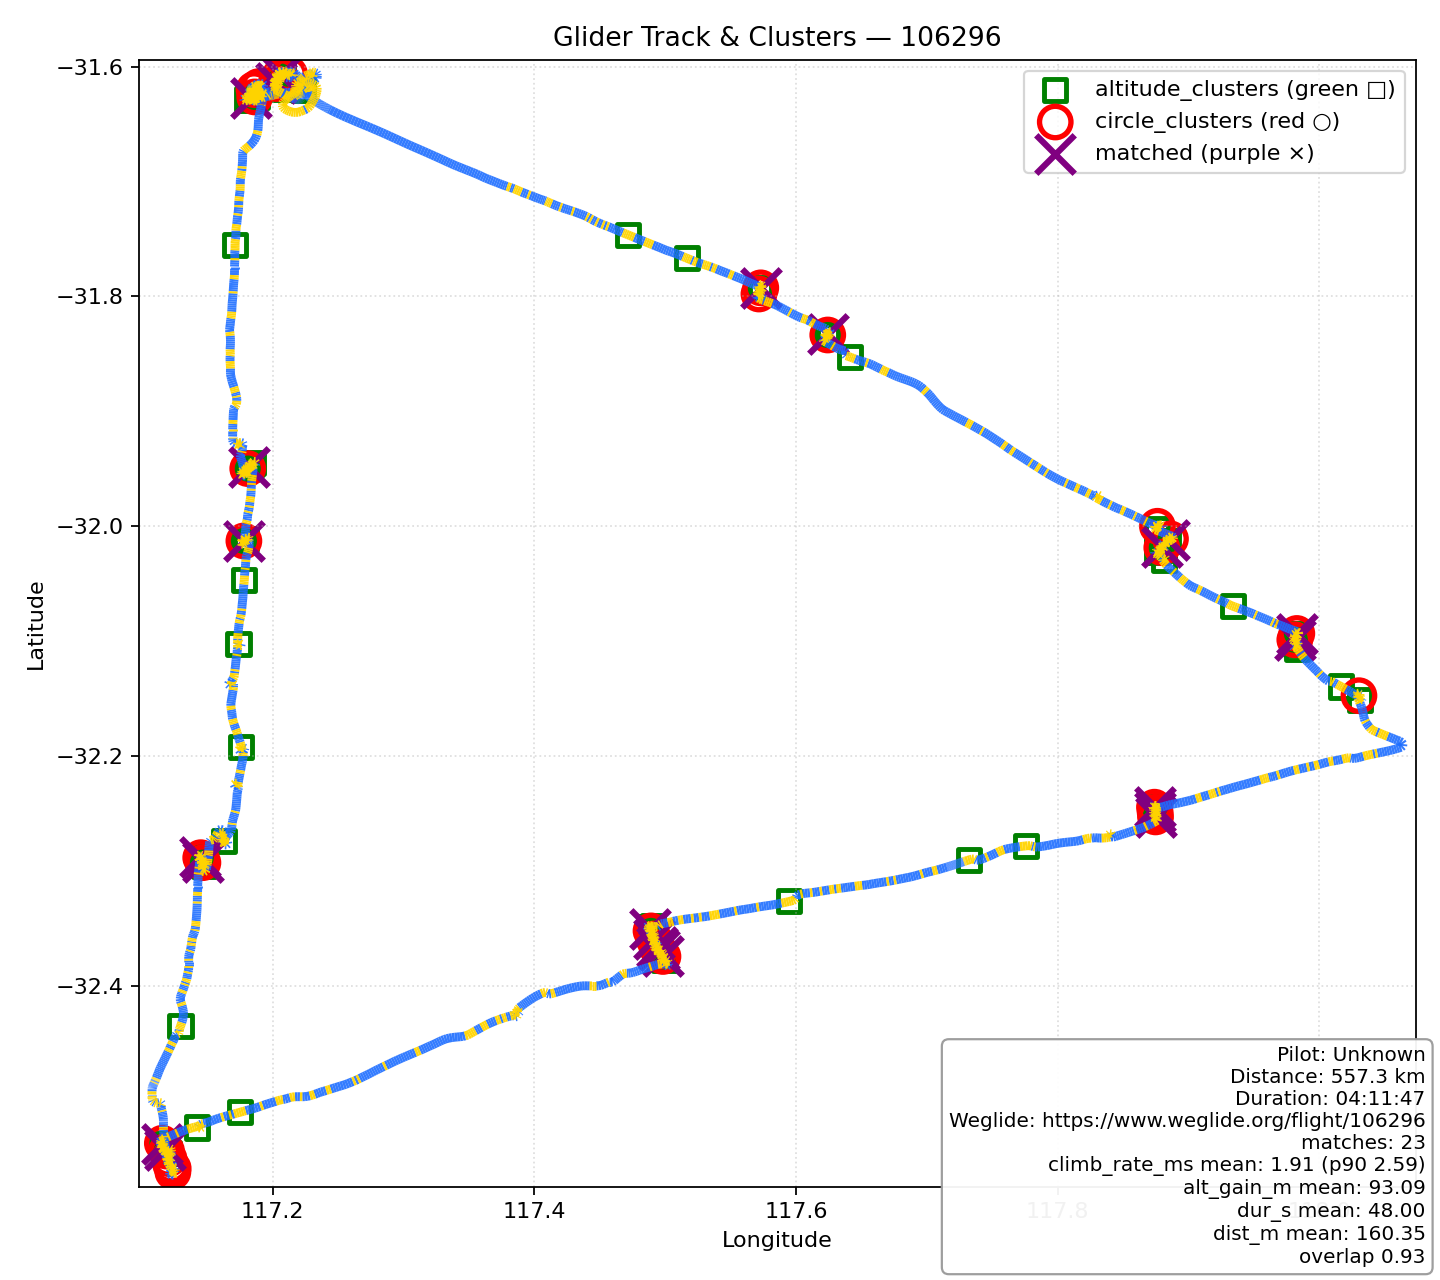 Glider Track & Clusters — 106296
altitude_clusters (green □)
circle_clusters (red ○)
matched (purple ×)
−31.6
−31.8
−32.0
−32.2
−32.4
Latitude
117.2
117.4
117.6
117.8
Longitude
Pilot: Unknown
Distance: 557.3 km
Duration: 04:11:47
Weglide: https://www.weglide.org/flight/106296
matches: 23
climb_rate_ms mean: 1.91 (p90 2.59)
alt_gain_m mean: 93.09
dur_s mean: 48.00
dist_m mean: 160.35
overlap 0.93